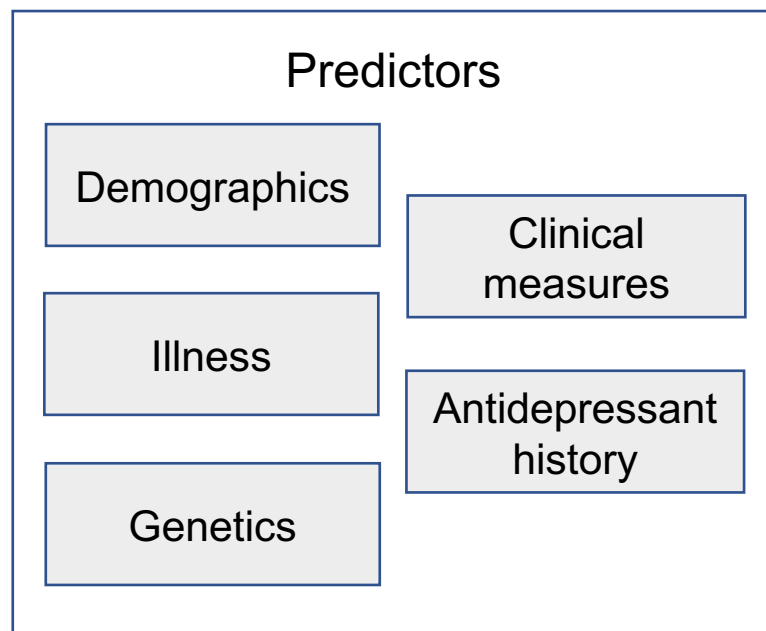 Predictors
Demographics
Illness
Genetics
Clinical
measures
Antidepressant
history